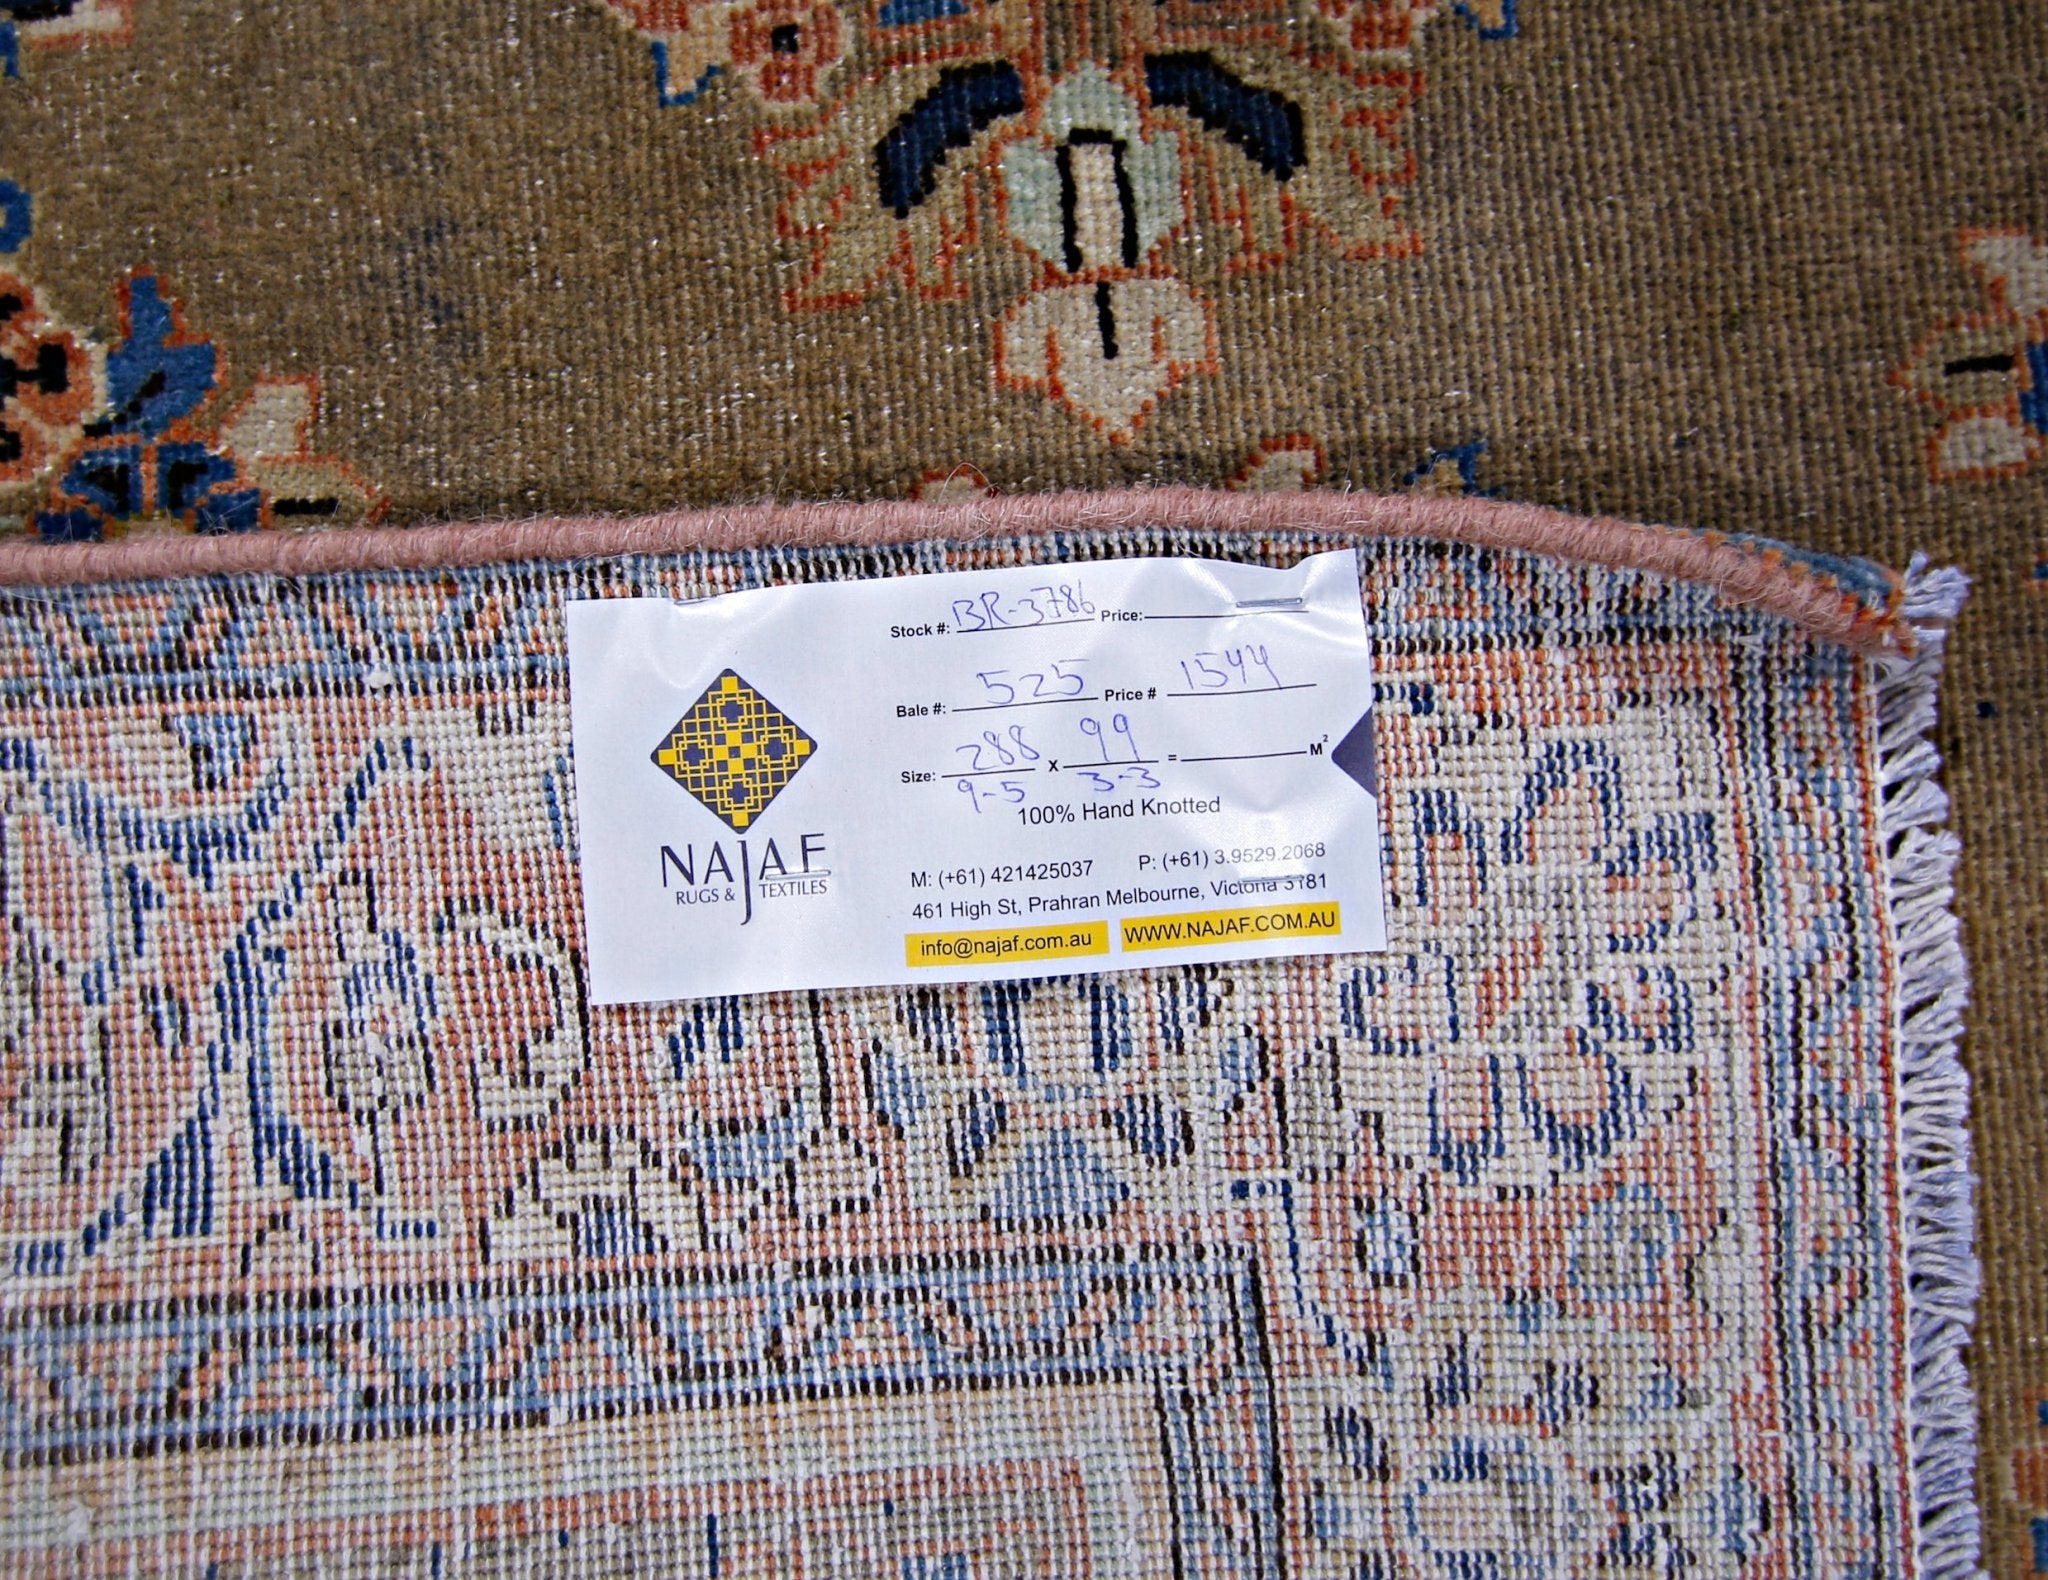 Stock #: BR-3786 Price:
Bale #: 525 Price # 1544
Size: 288 x 99 = M²
9-5 3-3
100% Hand Knotted
NAJAF
RUGS & TEXTILES
M: (+61) 421425037 P: (+61) 3.9529.2068
461 High St, Prahran Melbourne, Victoria 3181
info@najaf.com.au WWW.NAJAF.COM.AU